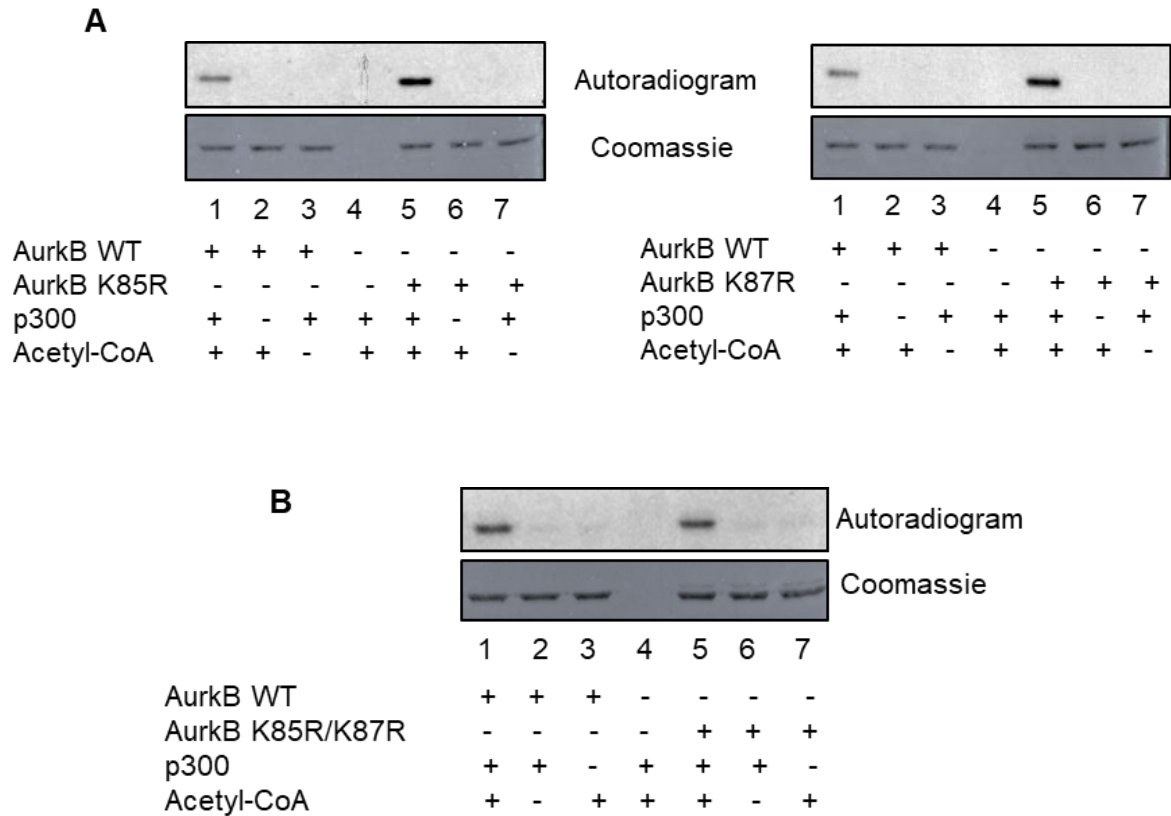 A
Autoradiogram
Coomassie
1 2 3 4 5 6 7
AurkB WT + + + - - - -
AurkB K85R - - - - + + +
p300 + - + + + - +
Acetyl-CoA + + - + + + -
1 2 3 4 5 6 7
AurkB WT + + + - - - -
AurkB K87R - - - - + + +
p300 + - + + + - +
Acetyl-CoA + + - + + + -
B
Autoradiogram
Coomassie
1 2 3 4 5 6 7
AurkB WT + + + - - - -
AurkB K85R/K87R - - - - + + +
p300 + + - + + + -
Acetyl-CoA + - + + + - +